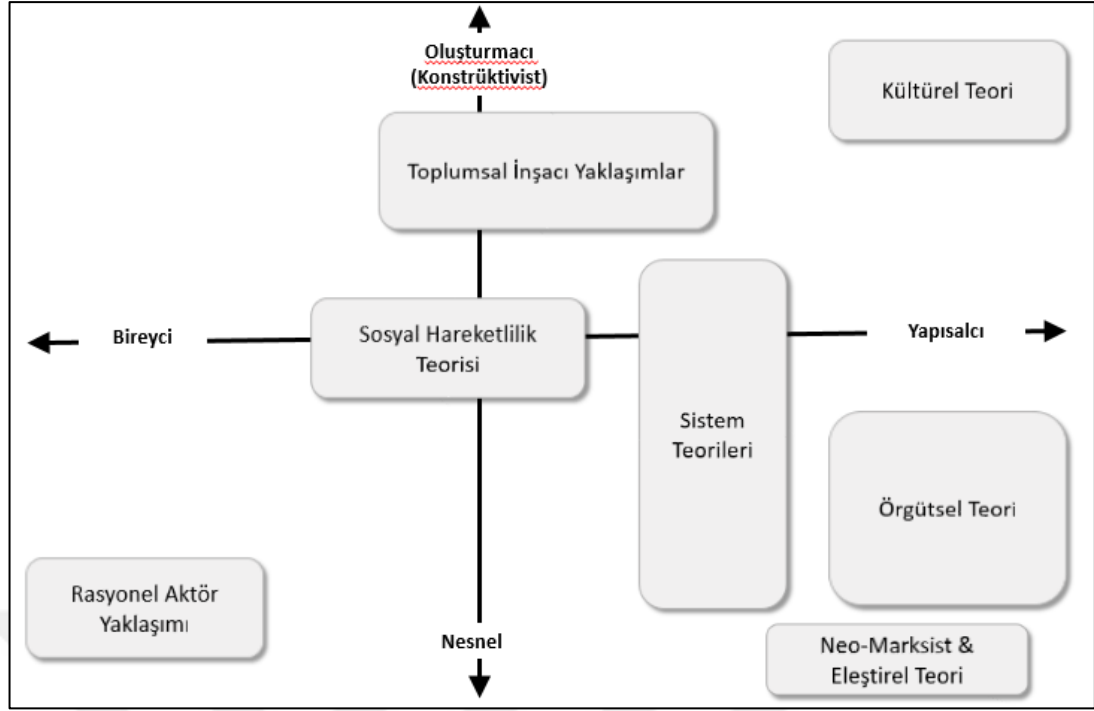 Oluşturmacı
(Konstrüktivist)
Kültürel Teori
Toplumsal İnşacı Yaklaşımlar
Bireyci
Sosyal Hareketlilik
Teorisi
Yapısalcı
Sistem
Teorileri
Örgütsel Teori
Rasyonel Aktör
Yaklaşımı
Nesnel
Neo-Marksist &
Eleştirel Teori